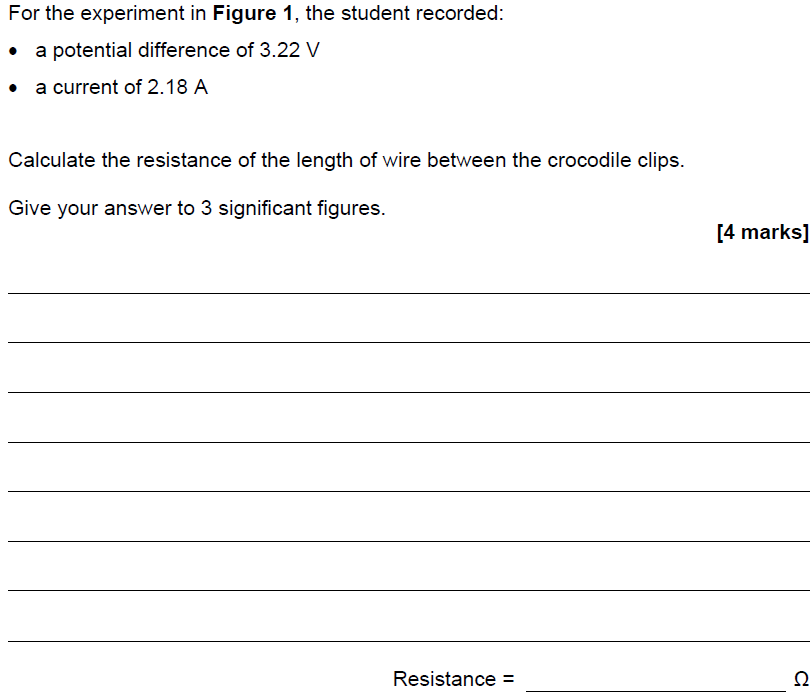 For the experiment in Figure 1, the student recorded:
• a potential difference of 3.22 V
• a current of 2.18 A
Calculate the resistance of the length of wire between the crocodile clips.
Give your answer to 3 significant figures.
[4 marks]
Resistance = Ω